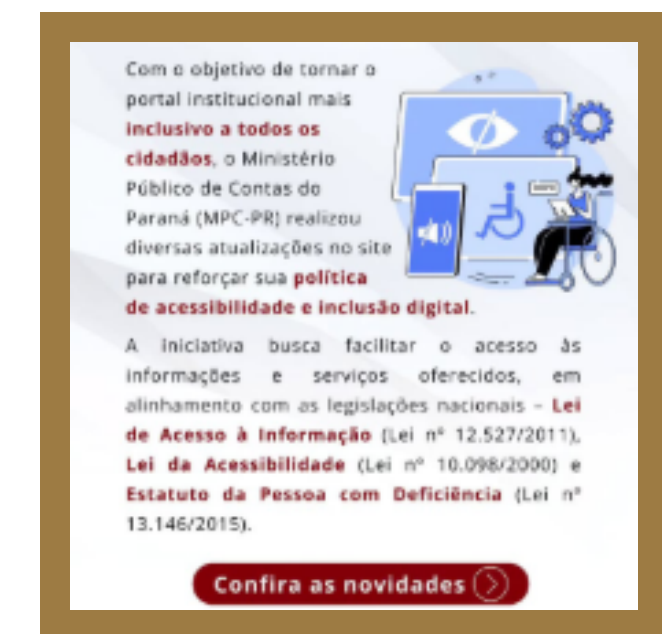 Com o objetivo de tornar o
portal institucional mais
inclusivo a todos os
cidadãos, o Ministério
Público de Contas do
Paraná (MPC-PR) realizou
diversas atualizações no site
para reforçar sua política
de acessibilidade e inclusão digital.
A iniciativa busca facilitar o acesso às
informações e serviços oferecidos, em
alinhamento com as legislações nacionais – Lei
de Acesso à Informação (Lei nº 12.527/2011),
Lei da Acessibilidade (Lei nº 10.098/2000) e
Estatuto da Pessoa com Deficiência (Lei nº
13.146/2015).
Confira as novidades